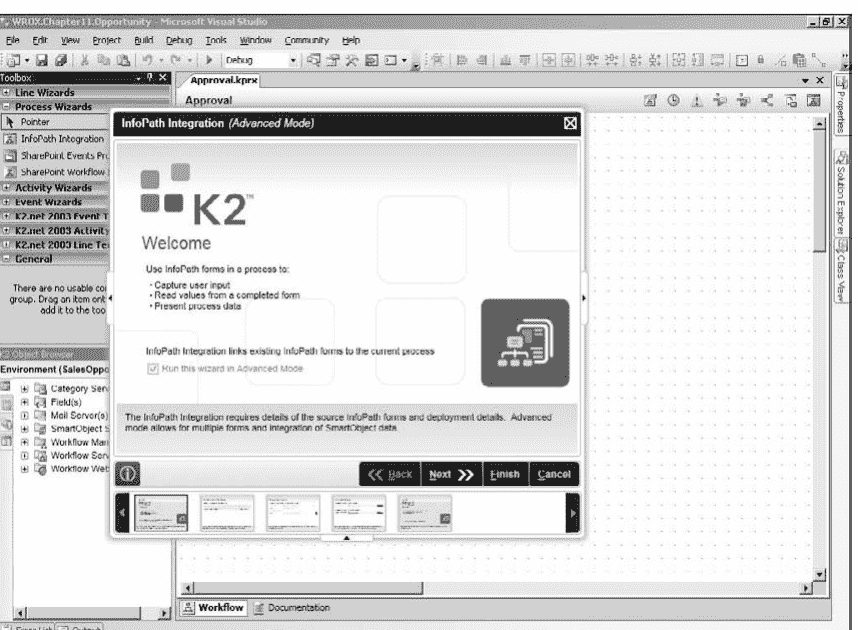 WROX.Chapter11.Opportunity - Microsoft Visual Studio
File Edit View Project Build Debug Tools Window Community Help
Debug
Toolbox
Line Wizards
Process Wizards
Pointer
InfoPath Integration
SharePoint Events
SharePoint Workflow
Activity Wizards
Event Wizards
K2.net 2003 Event T
K2.net 2003 Activity
K2.net 2003 Line Te
General
There are no usable
group. Drag an item
add it to the too
Object Browser
Environment (SalesOppo
Category Serv
Field(s)
Mail Server(s)
SmartObject S
Workflow Man
Workflow Serv
Workflow Web
Approval.kprx
Approval
InfoPath Integration (Advanced Mode)
K2™
Welcome
Use InfoPath forms in a process to:
• Capture user input
• Read values from a completed form
• Present process data
InfoPath Integration links existing InfoPath forms to the current process
Run this wizard in Advanced Mode
The InfoPath Integration requires details of the source InfoPath forms and deployment details. Advanced
mode allows for multiple forms and integration of SmartObject data.
Back Next Finish Cancel
Workflow Documentation
Properties
Solution Explorer
Class View
Error List Output